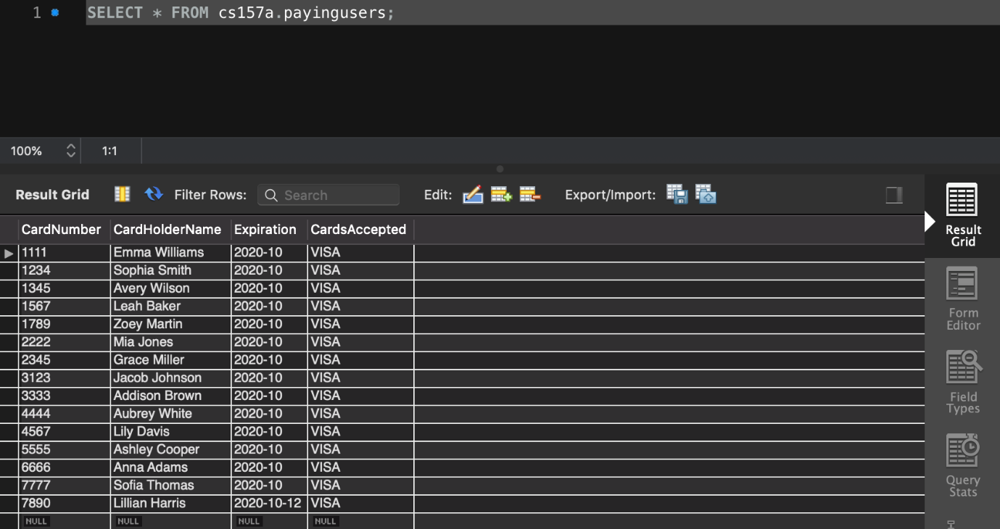 1 SELECT * FROM cs157a.payingusers;
100% 1:1
Result Grid Filter Rows: Search Edit: Export/Import:
CardNumber CardHolderName Expiration CardsAccepted
1111 Emma Williams 2020-10 VISA
1234 Sophia Smith 2020-10 VISA
1345 Avery Wilson 2020-10 VISA
1567 Leah Baker 2020-10 VISA
1789 Zoey Martin 2020-10 VISA
2222 Mia Jones 2020-10 VISA
2345 Grace Miller 2020-10 VISA
3123 Jacob Johnson 2020-10 VISA
3333 Addison Brown 2020-10 VISA
4444 Aubrey White 2020-10 VISA
4567 Lily Davis 2020-10 VISA
5555 Ashley Cooper 2020-10 VISA
6666 Anna Adams 2020-10 VISA
7777 Sofia Thomas 2020-10 VISA
7890 Lillian Harris 2020-10-12 VISA
NULL NULL NULL NULL
Result
Grid
Form
Editor
Field
Types
Query
Stats